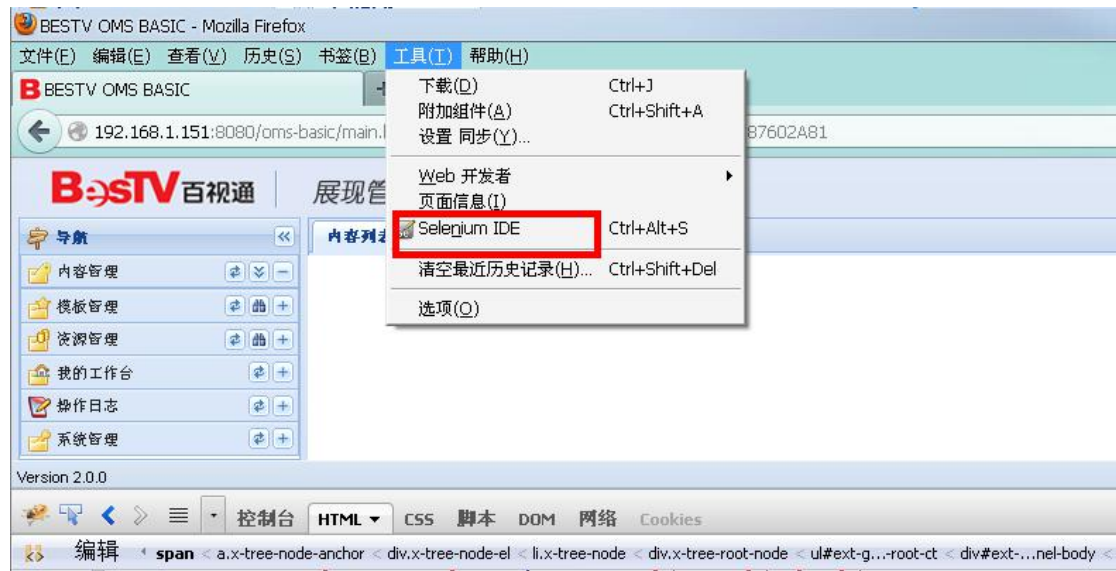 BESTV OMS BASIC - Mozilla Firefox
文件(F) 编辑(E) 查看(V) 历史(S) 书签(B) 工具(T) 帮助(H)
BESTV OMS BASIC
下载(D) Ctrl+J
附加组件(A) Ctrl+Shift+A
192.168.1.151:8080/oms-basic/main. 87602A81
设置 同步(Y)...
Web 开发者
页面信息(I)
BesTV百视通 展现管
Selenium IDE Ctrl+Alt+S
导航 内容列表
清空最近历史记录(H)... Ctrl+Shift+Del
内容管理
选项(O)
模板管理
资源管理
我的工作台
操作日志
系统管理
Version 2.0.0
控制台 HTML CSS 脚本 DOM 网络 Cookies
编辑 span < a.x-tree-node-anchor < div.x-tree-node-el < li.x-tree-node < div.x-tree-root-node < ul#ext-g...-root-ct < div#ext-...nel-body <